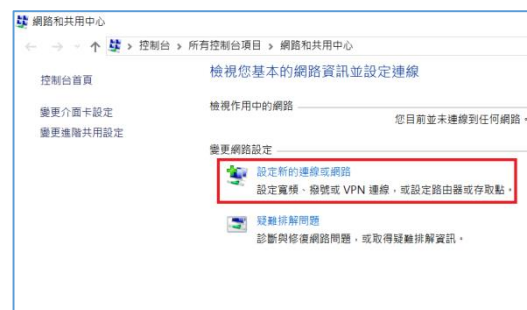 網路和共用中心
控制台 > 所有控制台項目 > 網路和共用中心
控制台首頁
變更介面卡設定
變更進階共用設定
檢視您基本的網路資訊並設定連線
檢視作用中的網路
您目前並未連線到任何網路。
變更網路設定
設定新的連線或網路
設定寬頻、撥號或 VPN 連線，或設定路由器或存取點。
疑難排解問題
診斷與修復網路問題，或取得疑難排解資訊。